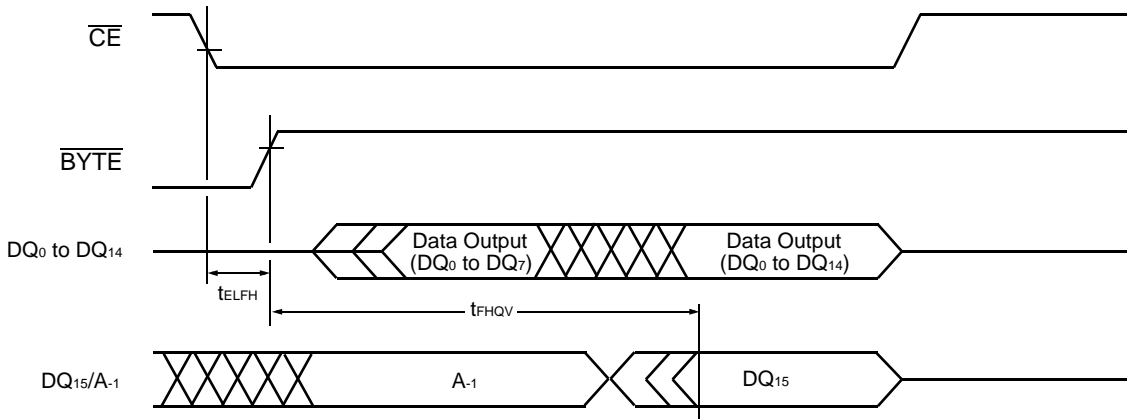 CE
BYTE
DQ0 to DQ14
Data Output
(DQ0 to DQ7)
Data Output
(DQ0 to DQ14)
tELFH
tFHQV
DQ15/A-1
A-1
DQ15